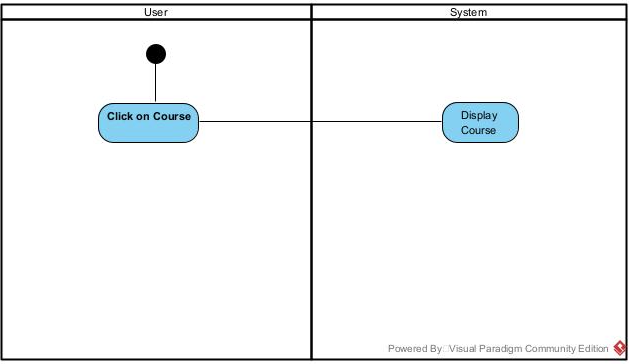 User
System
Click on Course
Display
Course
Powered By: Visual Paradigm Community Edition